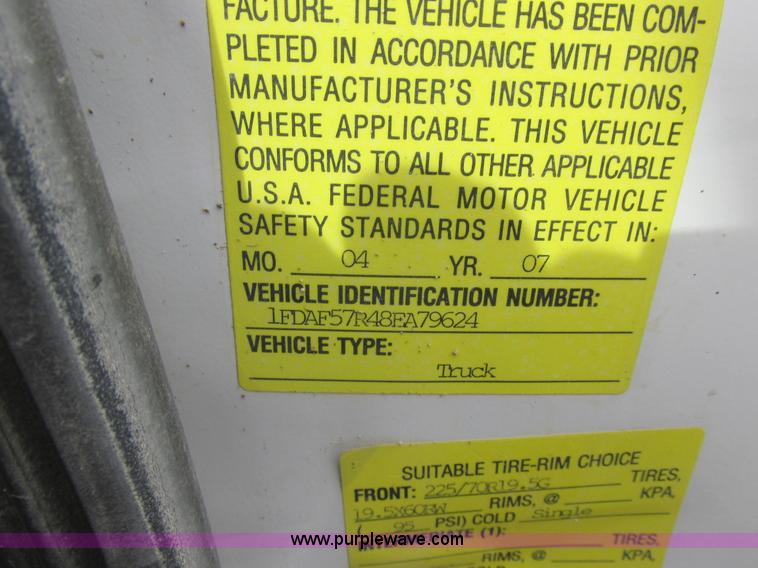 FACTURE. THE VEHICLE HAS BEEN COM-
PLETED IN ACCORDANCE WITH PRIOR
MANUFACTURER'S INSTRUCTIONS,
WHERE APPLICABLE. THIS VEHICLE
CONFORMS TO ALL OTHER APPLICABLE
U.S.A. FEDERAL MOTOR VEHICLE
SAFETY STANDARDS IN EFFECT IN:
MO. 04 YR. 07
VEHICLE IDENTIFICATION NUMBER:
1FDAF57R48EA79624
VEHICLE TYPE:
Truck
SUITABLE TIRE-RIM CHOICE
FRONT: 225/70R19.5G TIRES,
19.5X60RW RIMS, @ KPA,
( 95 PSI) COLD Single
INTERMEDIATE (1): TIRES,
RIMS, @ KPA,
www.purplewave.com